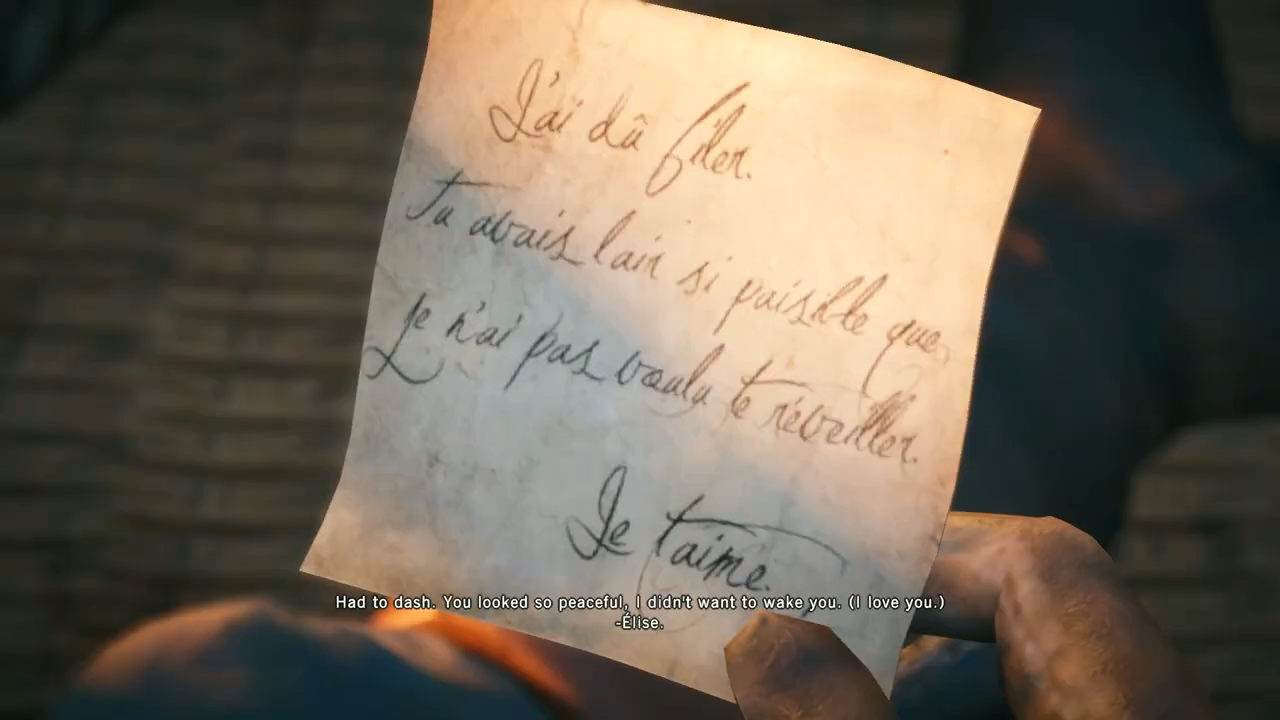 J'ai dû filer.
Tu avais l'air si paisible que
je n'ai pas voulu te réveiller.
Je t'aime.
Had to dash. You looked so peaceful, I didn't want to wake you. (I love you.)
-Élise.